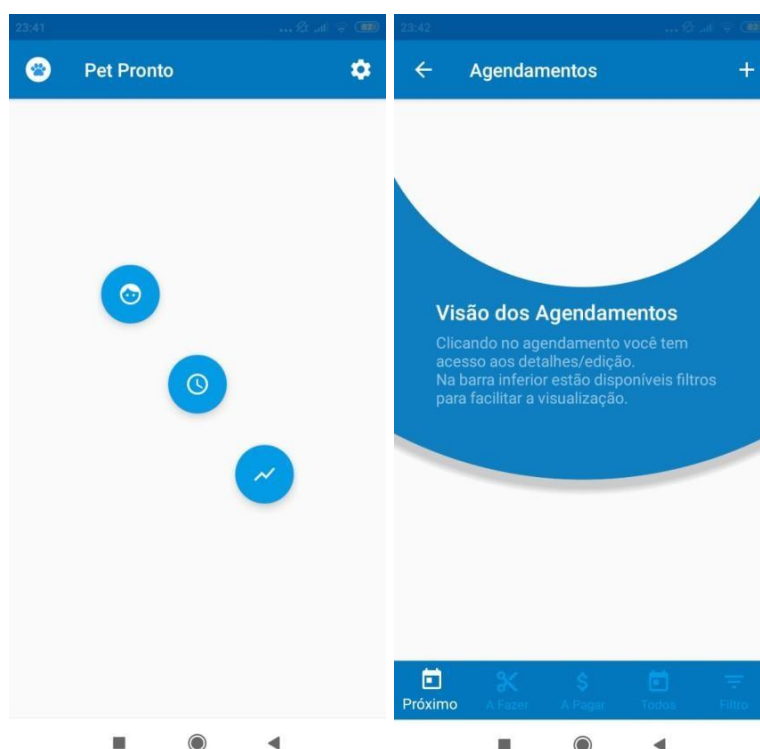 23:41
Pet Pronto
23:42
Agendamentos
Visão dos Agendamentos
Clicando no agendamento você tem
acesso aos detalhes/edição.
Na barra inferior estão disponíveis filtros
para facilitar a visualização.
Próximo
A Fazer
A Pagar
Todos
Filtro